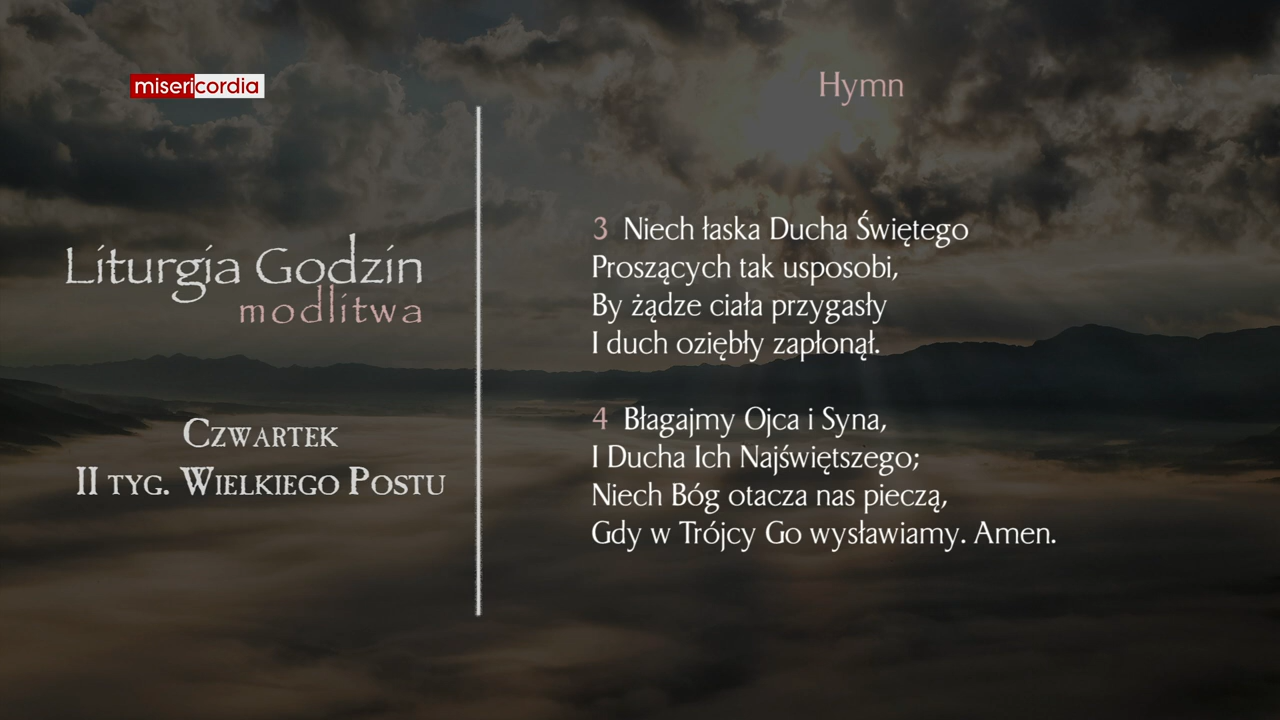 misericordia
Liturgia Godzin
modlitwa
Czwartek
II tyg. Wielkiego Postu
Hymn
3 Niech łaska Ducha Świętego
Proszących tak usposobi,
By żądze ciała przygasły
I duch oziębły zapłonął.
4 Błagajmy Ojca i Syna,
I Ducha Ich Najświętszego;
Niech Bóg otacza nas pieczą,
Gdy w Trójcy Go wysławiamy. Amen.